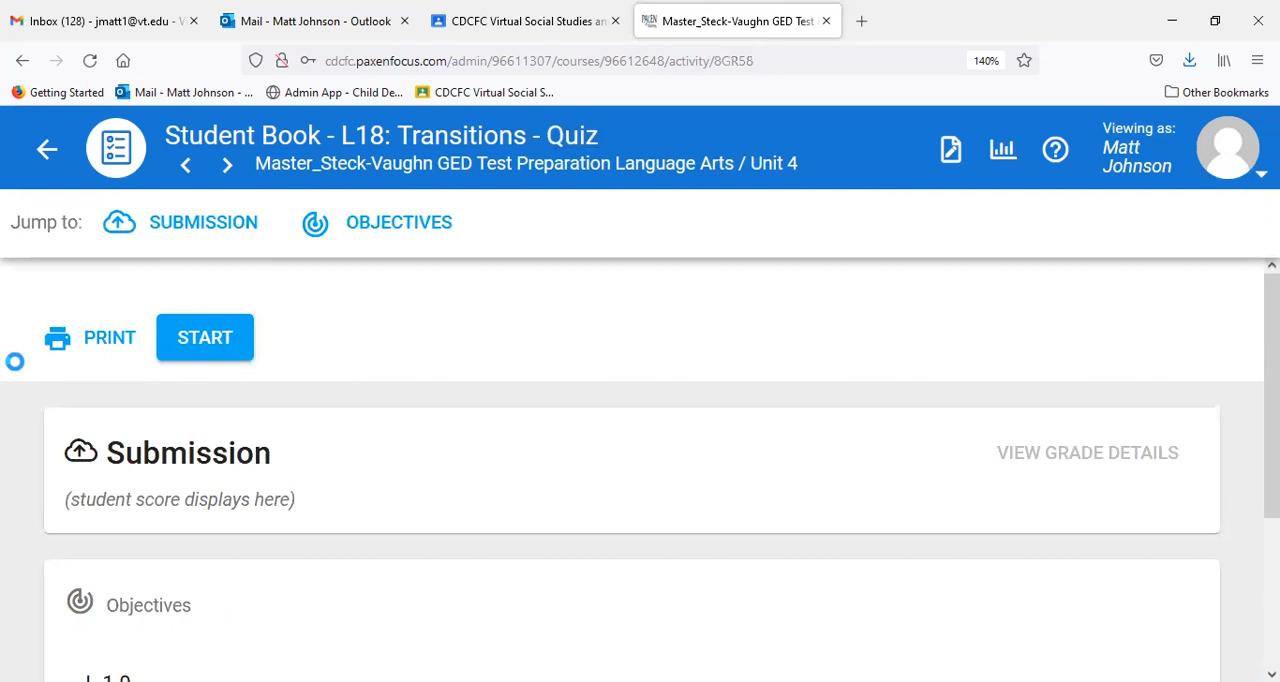 Inbox (128) - jmatt1@vt.edu - V
Mail - Matt Johnson - Outlook
CDCFC Virtual Social Studies an
PAXEN
Master_Steck-Vaughn GED Test
cdcfc.paxenfocus.com/admin/96611307/courses/96612648/activity/8GR58
140%
Getting Started
Mail - Matt Johnson - ...
Admin App - Child De...
CDCFC Virtual Social S...
Other Bookmarks
Student Book - L18: Transitions - Quiz
Master_Steck-Vaughn GED Test Preparation Language Arts / Unit 4
Viewing as:
Matt
Johnson
Jump to:
SUBMISSION
OBJECTIVES
PRINT
START
Submission
VIEW GRADE DETAILS
(student score displays here)
Objectives
L.1.9